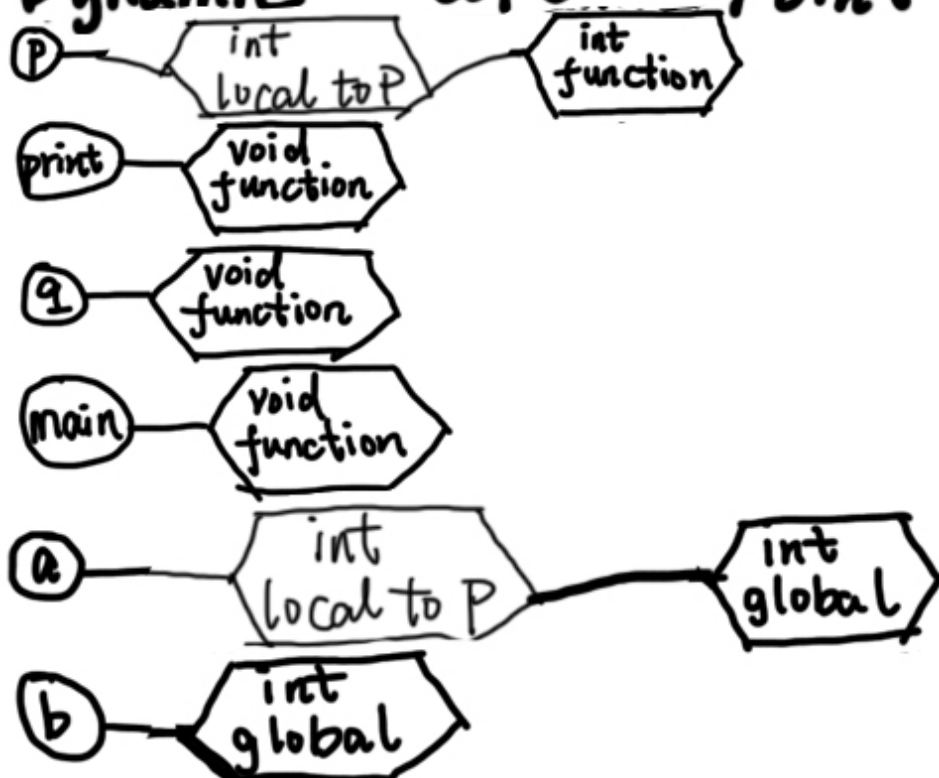 P
int
local to P
int
function
print
void
function
q
void
function
main
void
function
a
int
local to P
int
global
b
int
global